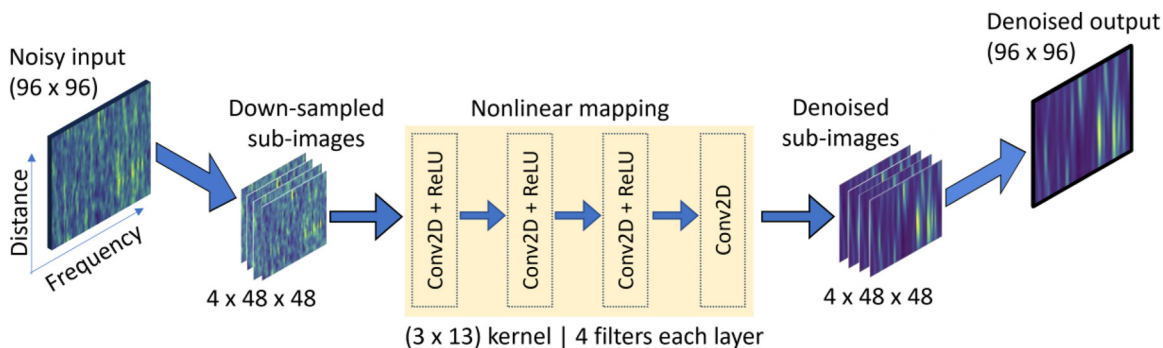 Noisy input
(96 x 96)
Distance
Frequency
Down-sampled
sub-images
4 x 48 x 48
Nonlinear mapping
Conv2D + ReLU
Conv2D + ReLU
Conv2D + ReLU
Conv2D
(3 x 13) kernel | 4 filters each layer
Denoised
sub-images
4 x 48 x 48
Denoised output
(96 x 96)